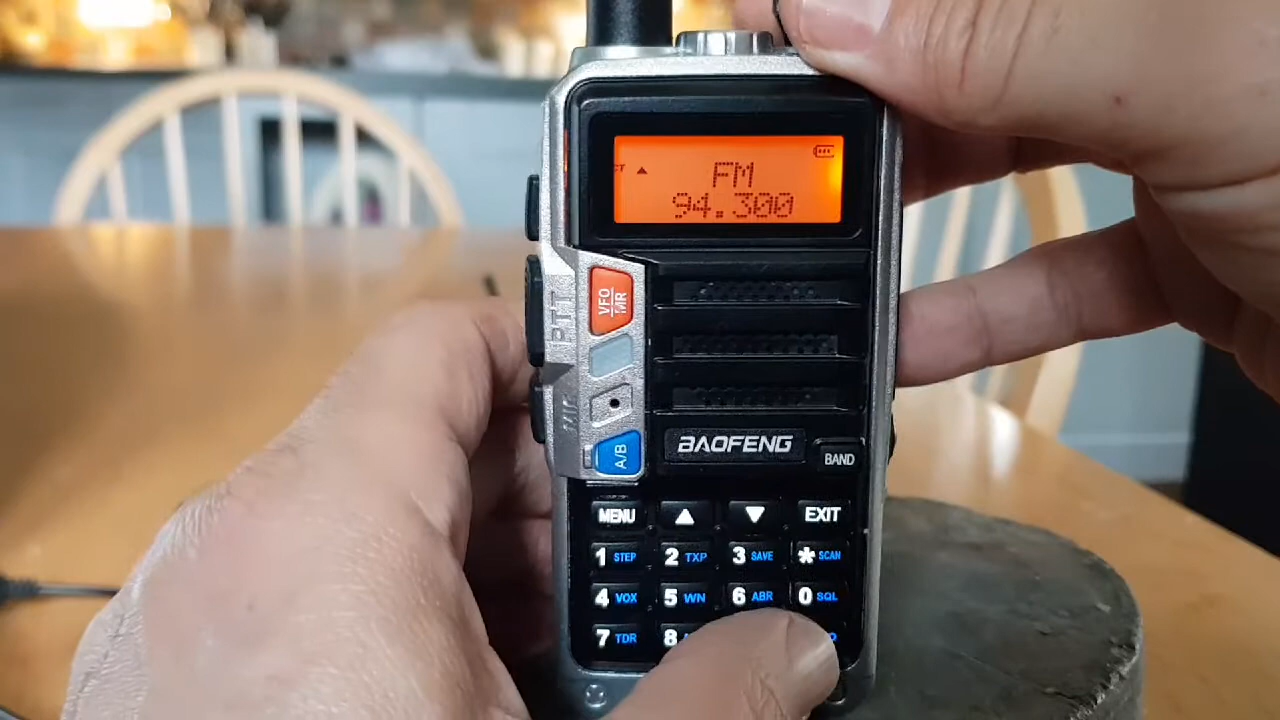 FM
94.300
VFO
MR
PTT
A/B
BAOFENG
BAND
MENU ▲ ▼ EXIT
1 STEP 2 TXP 3 SAVE * SCAN
4 VOX 5 WN 6 ABR 0 SQL
7 TDR 8